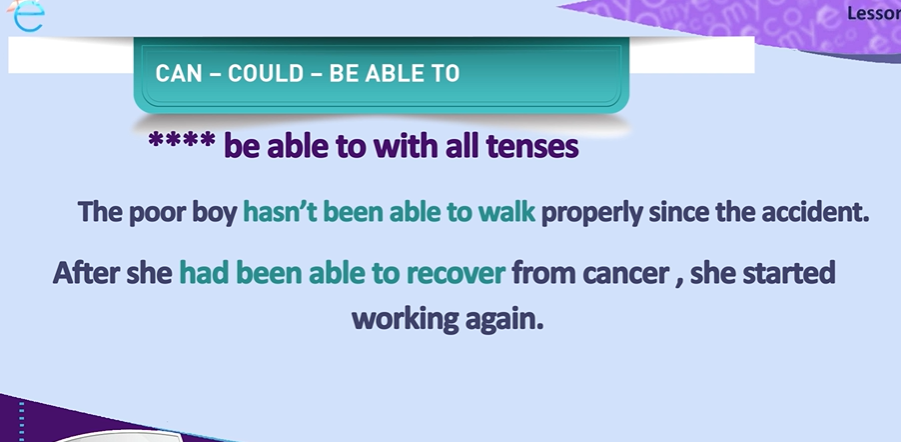 Lesson
CAN – COULD – BE ABLE TO
**** be able to with all tenses
The poor boy hasn't been able to walk properly since the accident.
After she had been able to recover from cancer , she started
working again.